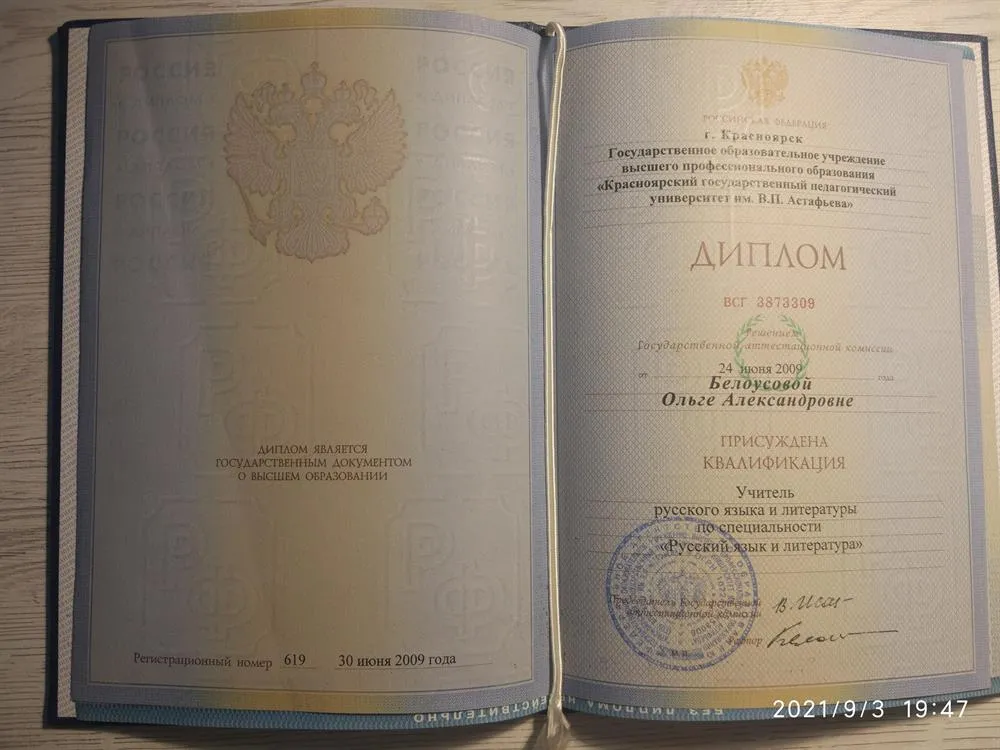 ДИПЛОМ ЯВЛЯЕТСЯ
ГОСУДАРСТВЕННЫМ ДОКУМЕНТОМ
О ВЫСШЕМ ОБРАЗОВАНИИ
Регистрационный номер 619 30 июня 2009 года
РОССИЙСКАЯ ФЕДЕРАЦИЯ
г. Красноярск
Государственное образовательное учреждение
высшего профессионального образования
«Красноярский государственный педагогический
университет им. В.П. Астафьева»
ДИПЛОМ
ВСГ 3873309
Решением
Государственной аттестационной комиссии
от 24 июня 2009 года
Белоусовой
Ольге Александровне
ПРИСУЖДЕНА
КВАЛИФИКАЦИЯ
Учитель
русского языка и литературы
по специальности
«Русский язык и литература»
Председатель Государственной
аттестационной комиссии
Ректор
М.П.
БЕЗ ДИПЛОМА НЕДЕЙСТВИТЕЛЬНО
2021/9/3 19:47